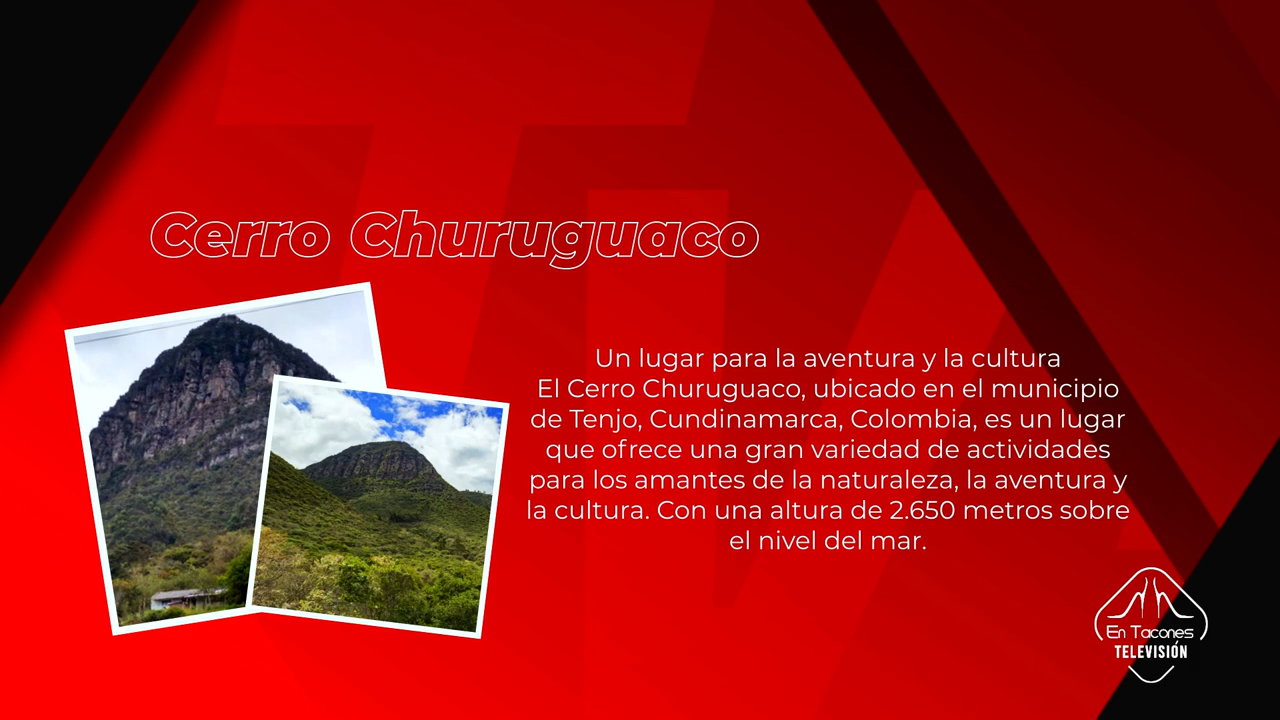 Cerro Churuguaco
Un lugar para la aventura y la cultura
El Cerro Churuguaco, ubicado en el municipio
de Tenjo, Cundinamarca, Colombia, es un lugar
que ofrece una gran variedad de actividades
para los amantes de la naturaleza, la aventura y
la cultura. Con una altura de 2.650 metros sobre
el nivel del mar.
En Tacones
TELEVISIÓN